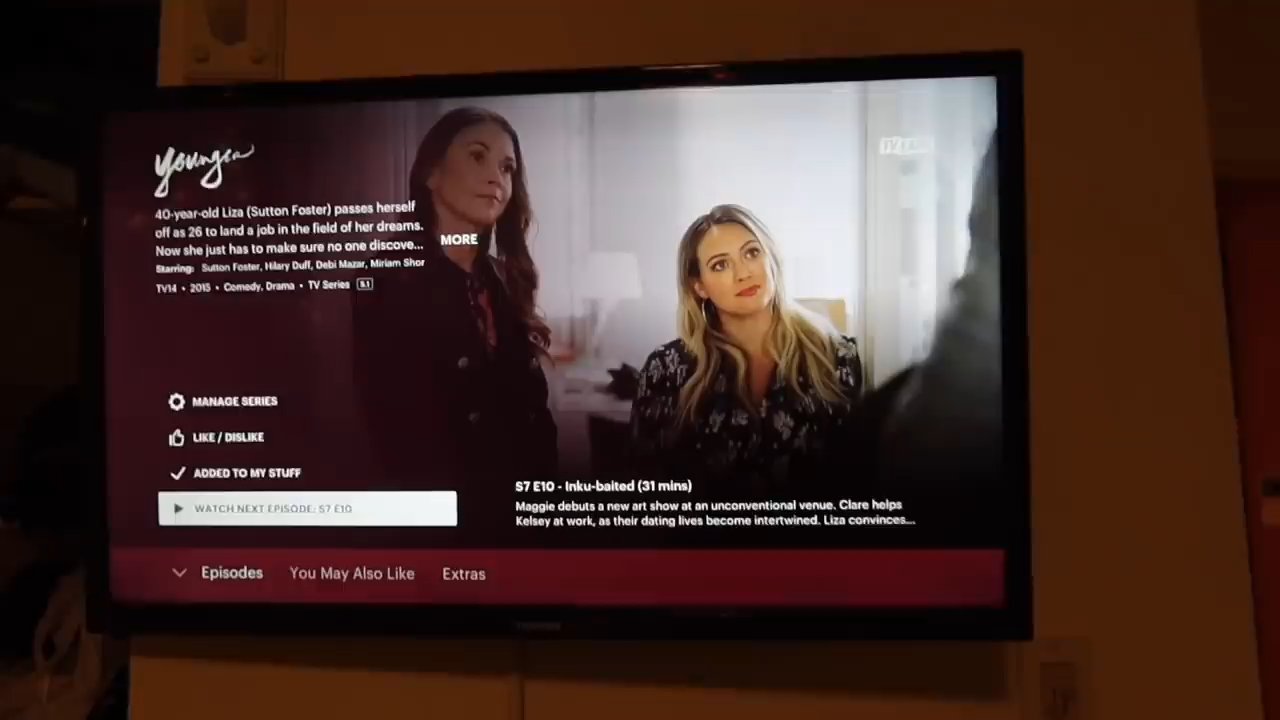 younger
TV LAND
40-year-old Liza (Sutton Foster) passes herself
off as 26 to land a job in the field of her dreams.
Now she just has to make sure no one discove...
MORE
Starring: Sutton Foster, Hilary Duff, Debi Mazar, Miriam Shor
TV14 • 2015 • Comedy, Drama • TV Series 5.1
MANAGE SERIES
LIKE / DISLIKE
ADDED TO MY STUFF
WATCH NEXT EPISODE: S7 E10
S7 E10 - Inku-baited (31 mins)
Maggie debuts a new art show at an unconventional venue. Clare helps
Kelsey at work, as their dating lives become intertwined. Liza convinces...
Episodes You May Also Like Extras